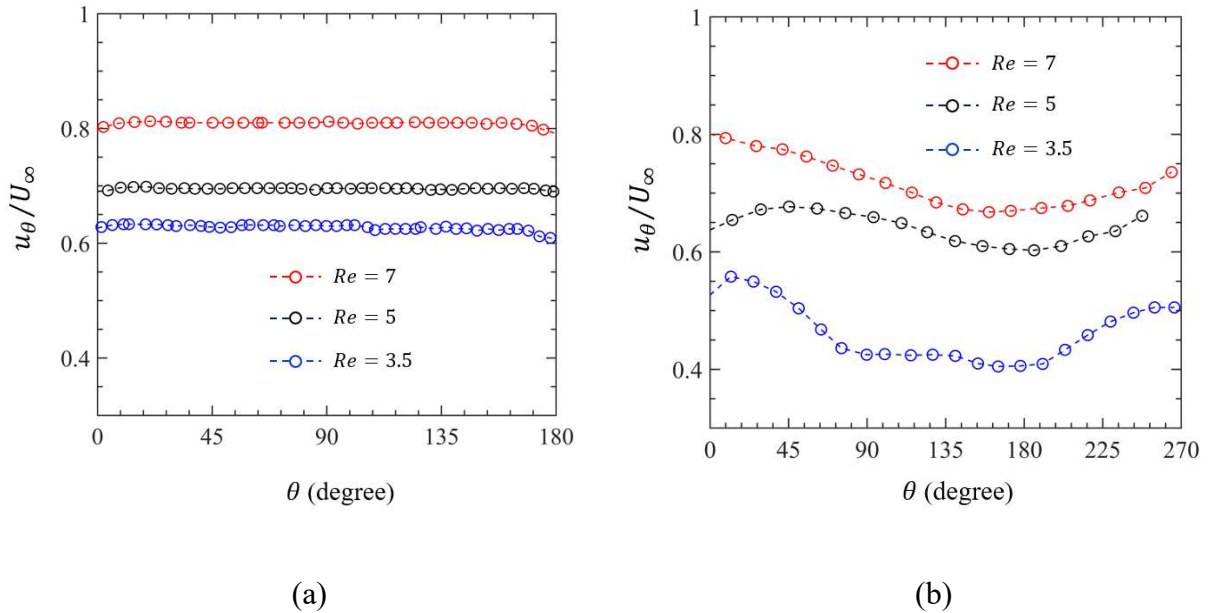 1
0.8
0.6
0.4
0 45 90 135 180
u_θ/U_∞
θ (degree)
Re = 7
Re = 5
Re = 3.5
(a)
1
0.8
0.6
0.4
0 45 90 135 180 225 270
u_θ/U_∞
θ (degree)
Re = 7
Re = 5
Re = 3.5
(b)